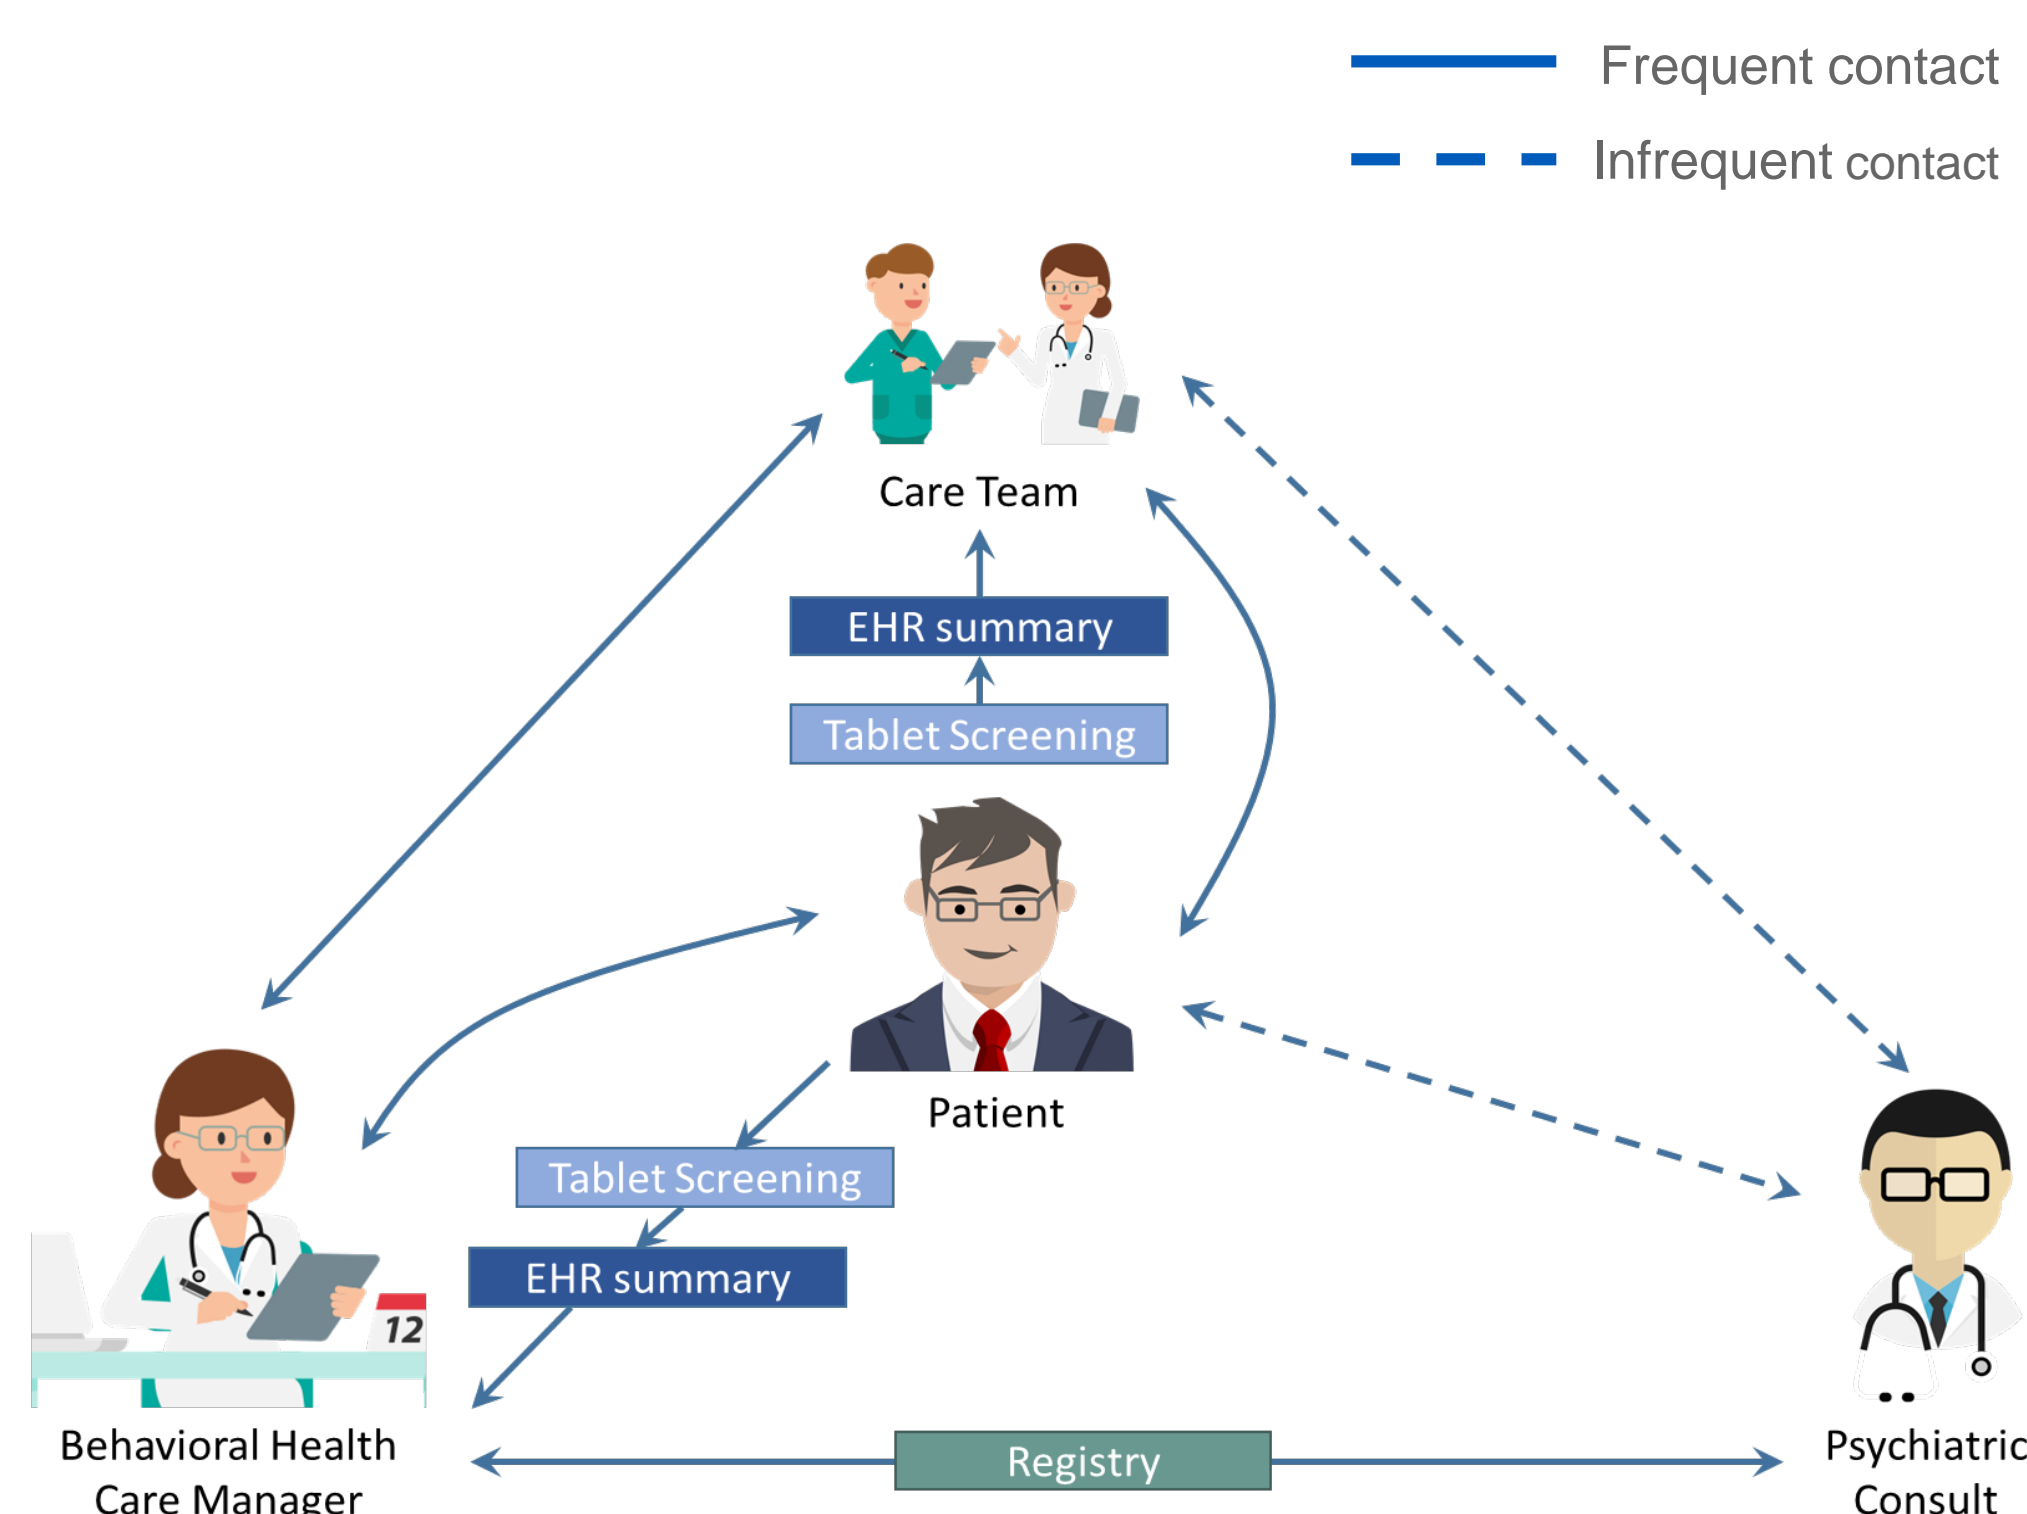 Frequent contact
Infrequent contact
Care Team
EHR summary
Tablet Screening
Patient
Tablet Screening
EHR summary
12
Behavioral Health
Care Manager
Registry
Psychiatric
Consult